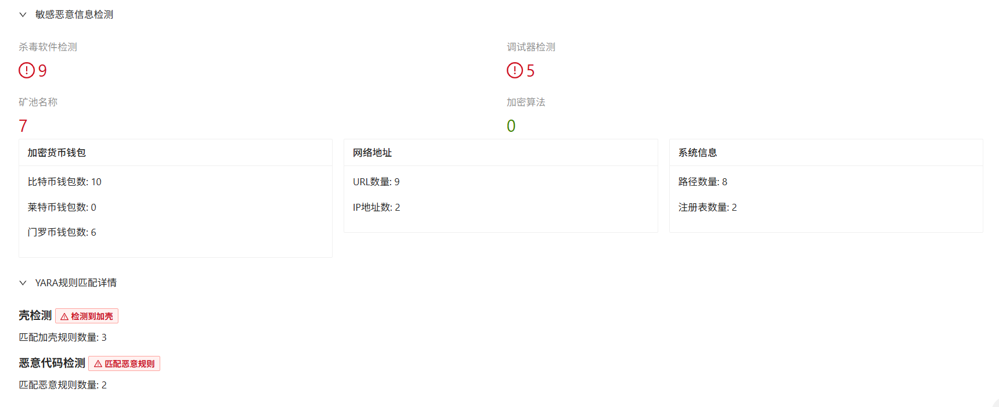 敏感恶意信息检测
杀毒软件检测
调试器检测
9
5
矿池名称
加密算法
7
0
加密货币钱包
比特币钱包数: 10
莱特币钱包数: 0
门罗币钱包数: 6
网络地址
URL数量: 9
IP地址数: 2
系统信息
路径数量: 8
注册表数量: 2
YARA规则匹配详情
壳检测 检测到加壳
匹配加壳规则数量: 3
恶意代码检测 匹配恶意规则
匹配恶意规则数量: 2